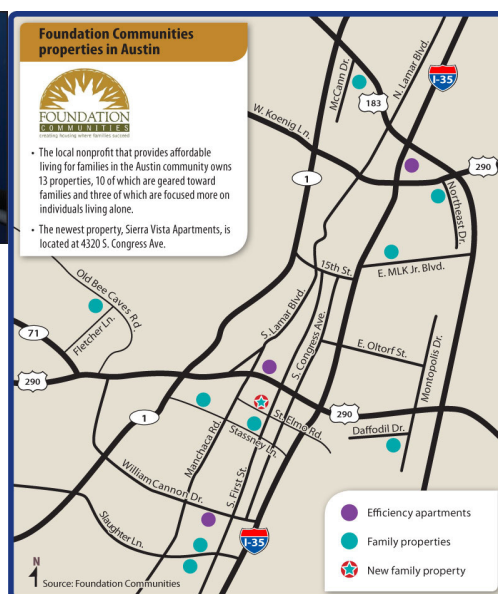 Foundation Communities
properties in Austin
FOUNDATION
COMMUNITIES
creating housing where families succeed
• The local nonprofit that provides affordable
living for families in the Austin community owns
13 properties, 10 of which are geared toward
families and three of which are focused more on
individuals living alone.
• The newest property, Sierra Vista Apartments, is
located at 4320 S. Congress Ave.
McCann Dr.
N. Lamar Blvd.
I-35
183
W. Koenig Ln.
290
1
Northeast Dr.
15th St.
E. MLK Jr. Blvd.
Old Bee Caves Rd.
Fletcher Ln.
71
S. Lamar Blvd.
S. Congress Ave.
E. Oltorf St.
Montopolis Dr.
290
1
290
St. Elmo Rd.
Stassney Ln.
Manchaca Rd.
Daffodil Dr.
William Cannon Dr.
S. First St.
Slaughter Ln.
I-35
Efficiency apartments
Family properties
New family property
N
Source: Foundation Communities